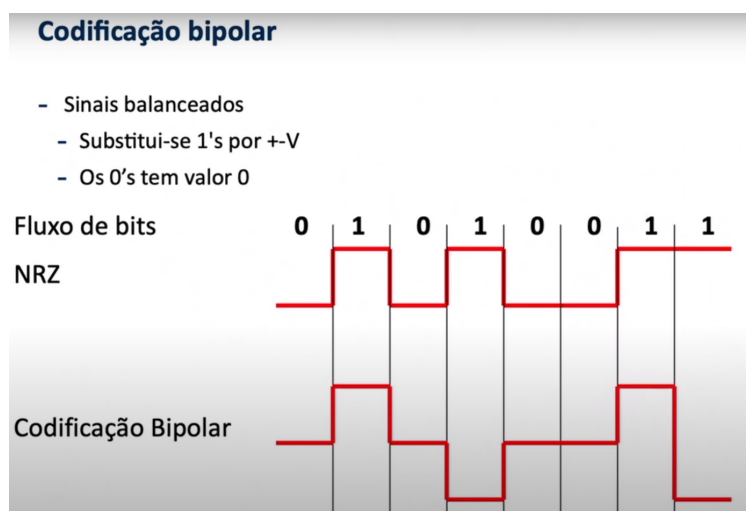 Codificação bipolar
- Sinais balanceados
- Substitui-se 1's por +-V
- Os 0's tem valor 0
Fluxo de bits 0 1 0 1 0 0 1 1
NRZ
Codificação Bipolar